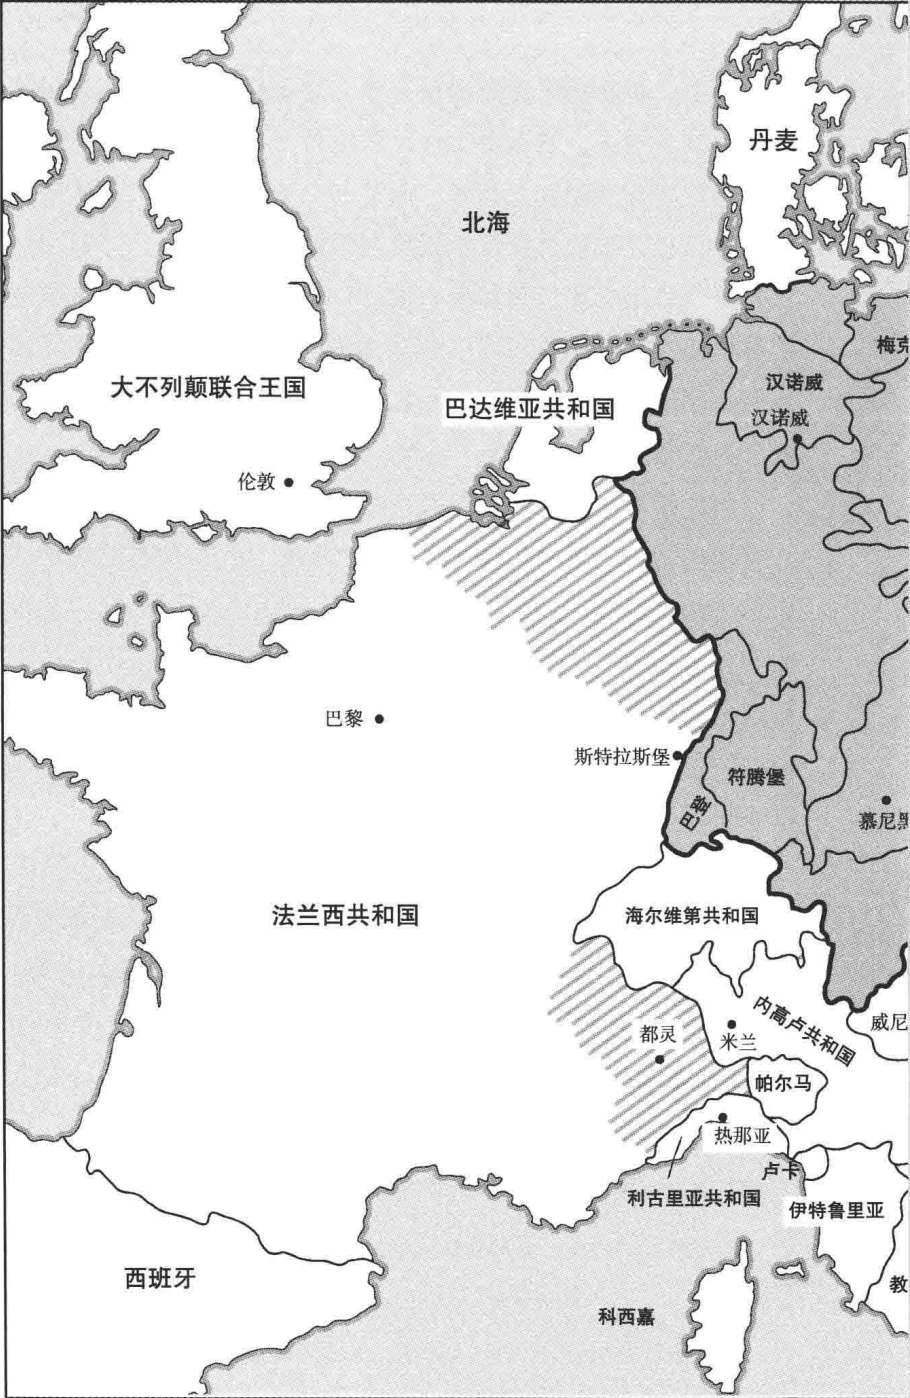 丹麦
北海
梅克
大不列颠联合王国
汉诺威
巴达维亚共和国
汉诺威
伦敦
巴黎
斯特拉斯堡
符腾堡
巴登
慕尼黑
法兰西共和国
海尔维第共和国
内高卢共和国
威尼
都灵
米兰
帕尔马
热那亚
卢卡
利古里亚共和国
伊特鲁里亚
西班牙
教
科西嘉